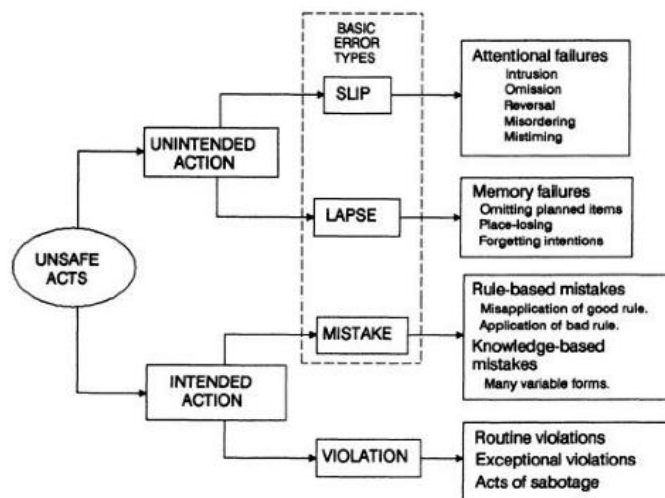 BASIC
ERROR
TYPES
SLIP
Attentional failures
Intrusion
Omission
Reversal
Misordering
Mistiming
UNINTENDED
ACTION
LAPSE
Memory failures
Omitting planned items
Place-losing
Forgetting intentions
UNSAFE
ACTS
MISTAKE
Rule-based mistakes
Misapplication of good rule.
Application of bad rule.
Knowledge-based
mistakes
Many variable forms.
INTENDED
ACTION
VIOLATION
Routine violations
Exceptional violations
Acts of sabotage